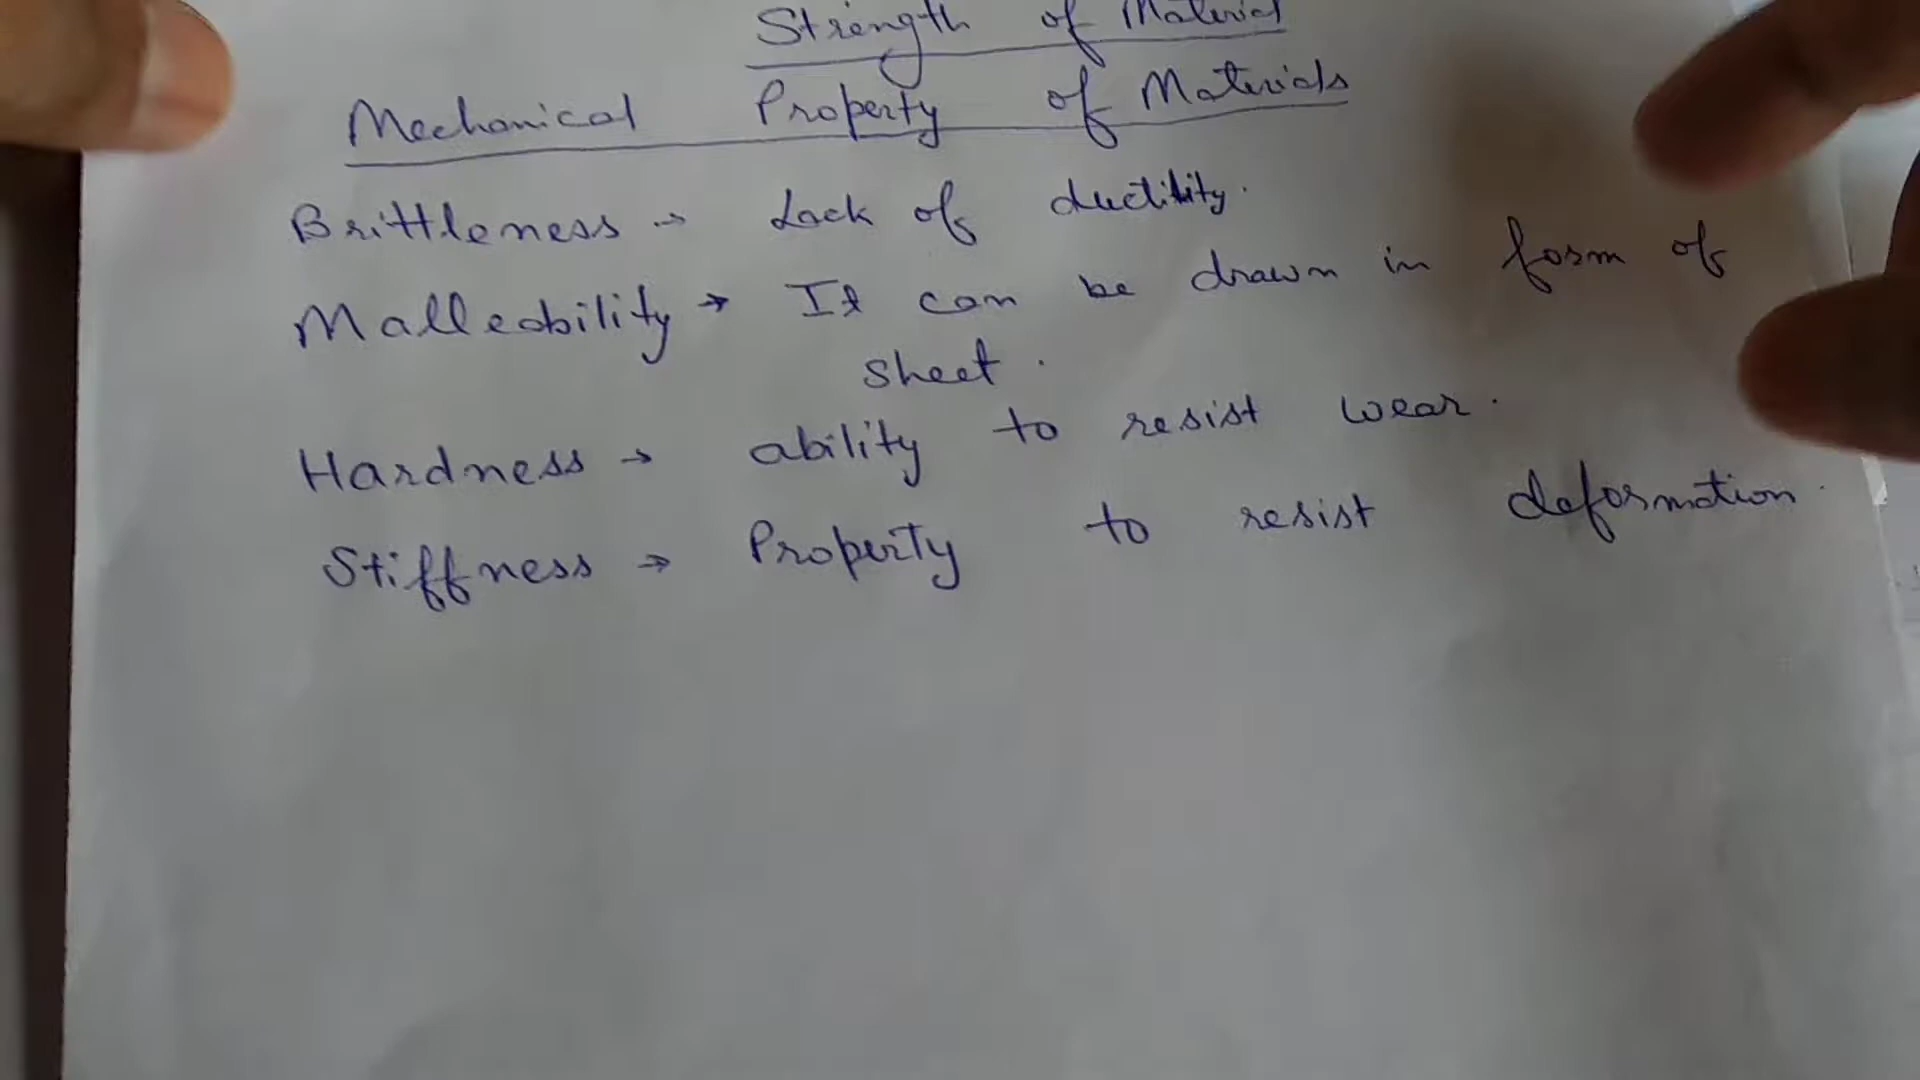 Strength of Material
Mechanical Property of Materials
Brittleness → Lack of ductility.
Malleability → It can be drawn in form of
sheet.
Hardness → ability to resist wear.
Stiffness → Property to resist deformation.